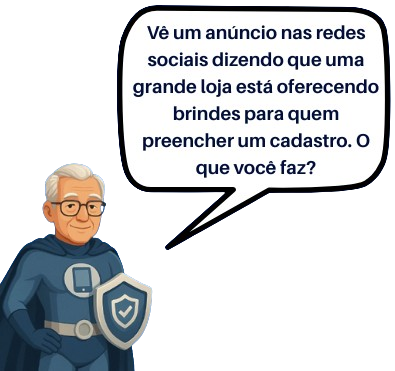 Vê um anúncio nas redes
sociais dizendo que uma
grande loja está oferecendo
brindes para quem
preencher um cadastro. O
que você faz?